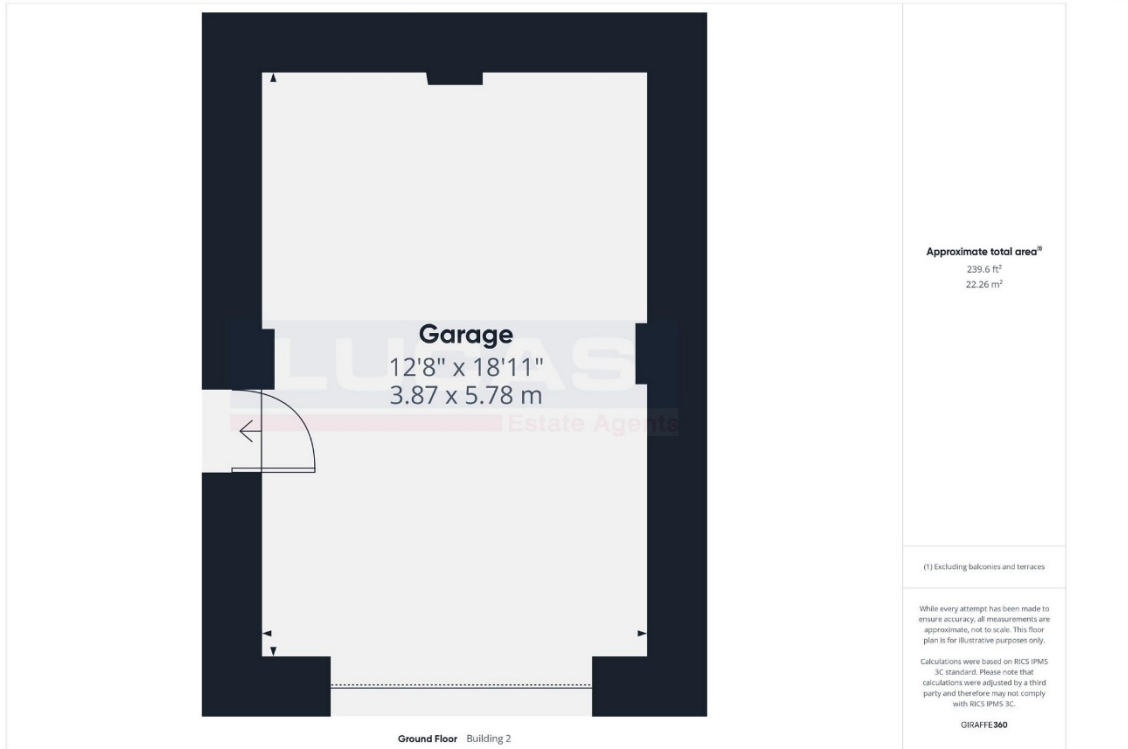 Garage
12'8" x 18'11"
3.87 x 5.78 m
LUCAS
Estate Agents
Ground Floor Building 2
Approximate total area⁽¹⁾
239.6 ft²
22.26 m²
(1) Excluding balconies and terraces
While every attempt has been made to
ensure accuracy, all measurements are
approximate, not to scale. This floor
plan is for illustrative purposes only.
Calculations were based on RICS IPMS
3C standard. Please note that
calculations were adjusted by a third
party and therefore may not comply
with RICS IPMS 3C.
GIRAFFE360